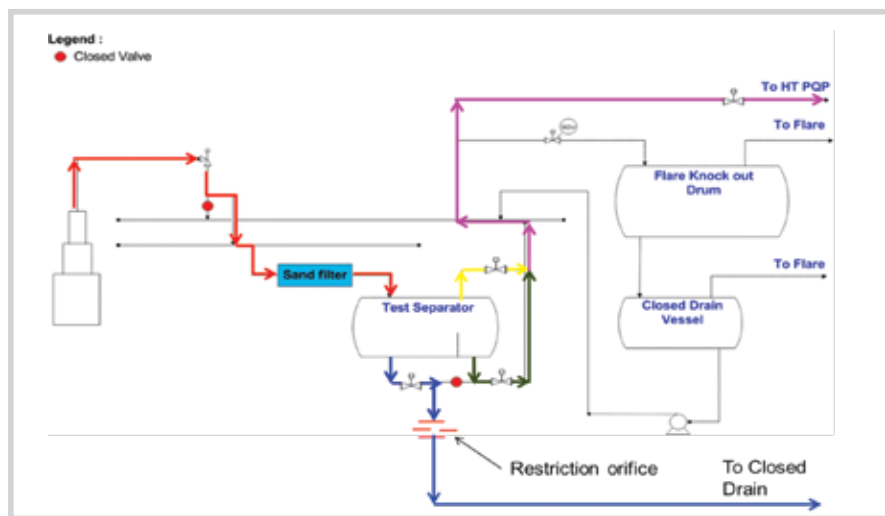 Legend :
Closed Valve
To HT PQP
To Flare
Flare Knock out
Drum
To Flare
Sand filter
Test Separator
Closed Drain
Vessel
Restriction orifice
To Closed
Drain